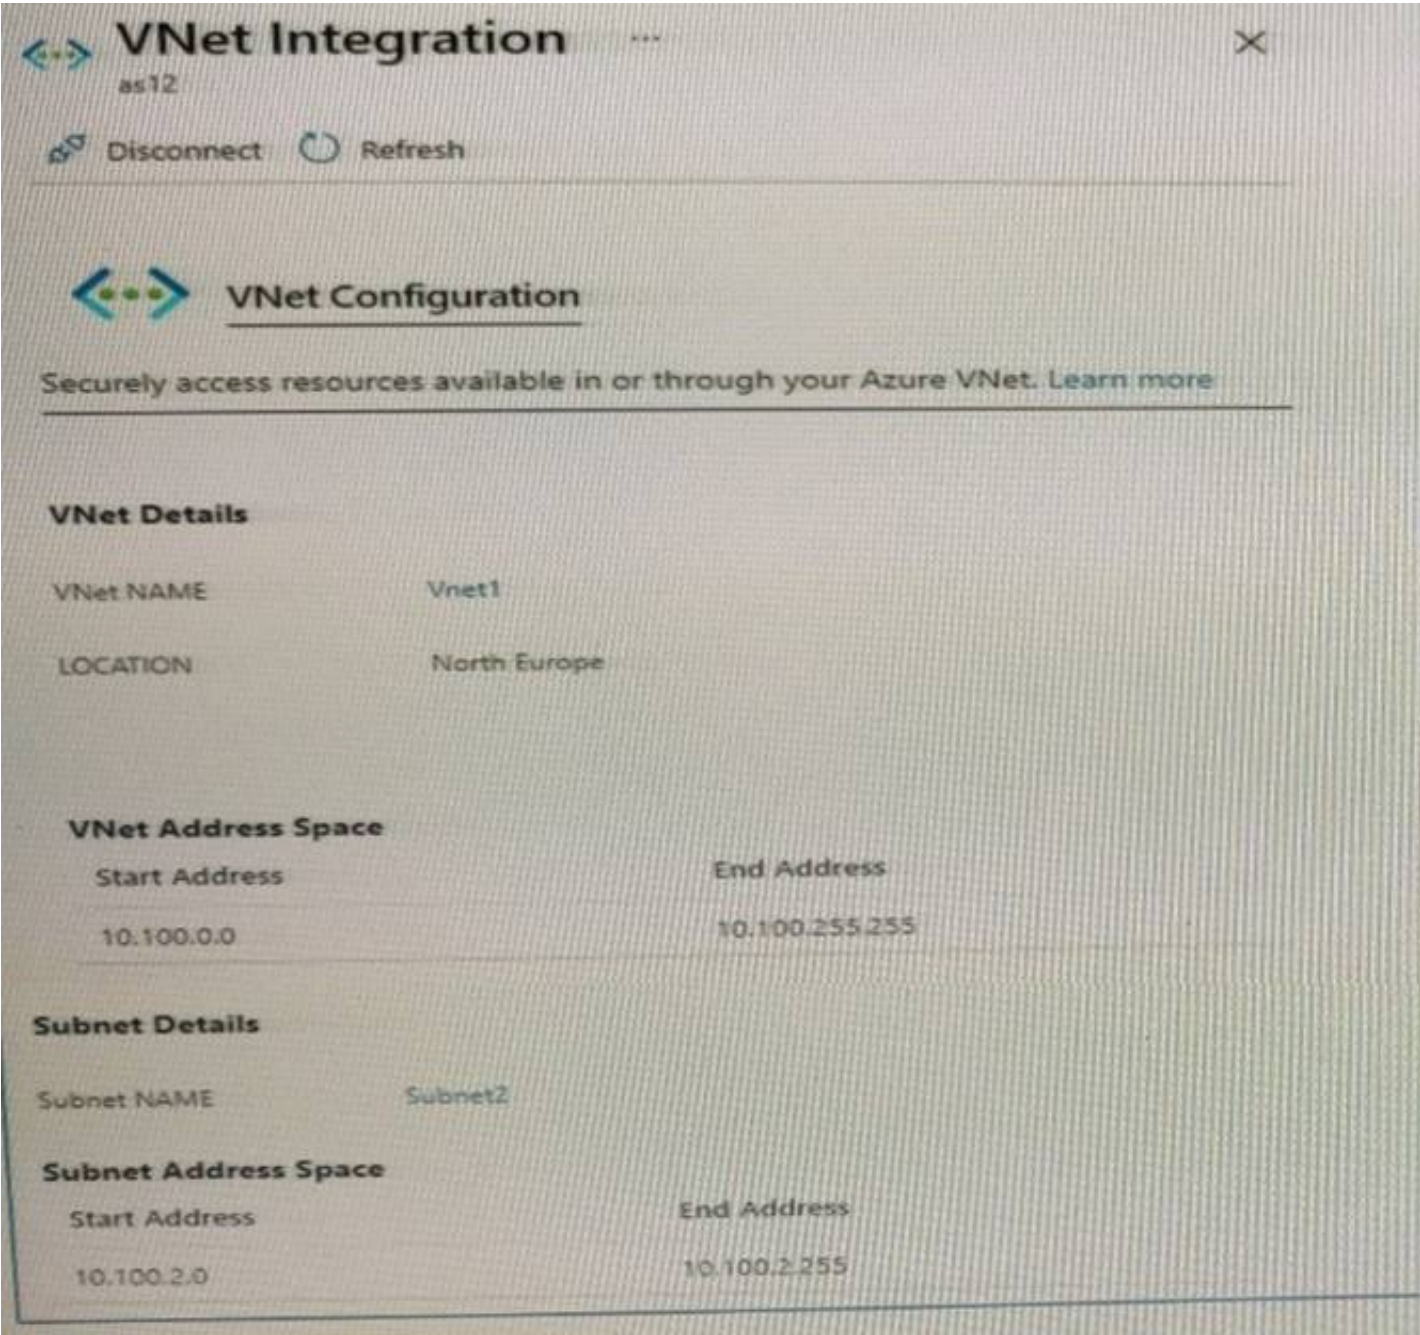 VNet Integration ...
as12
Disconnect Refresh
VNet Configuration
Securely access resources available in or through your Azure VNet. Learn more
VNet Details
VNet NAME Vnet1
LOCATION North Europe
VNet Address Space
Start Address End Address
10.100.0.0 10.100.255.255
Subnet Details
Subnet NAME Subnet2
Subnet Address Space
Start Address End Address
10.100.2.0 10.100.2.255